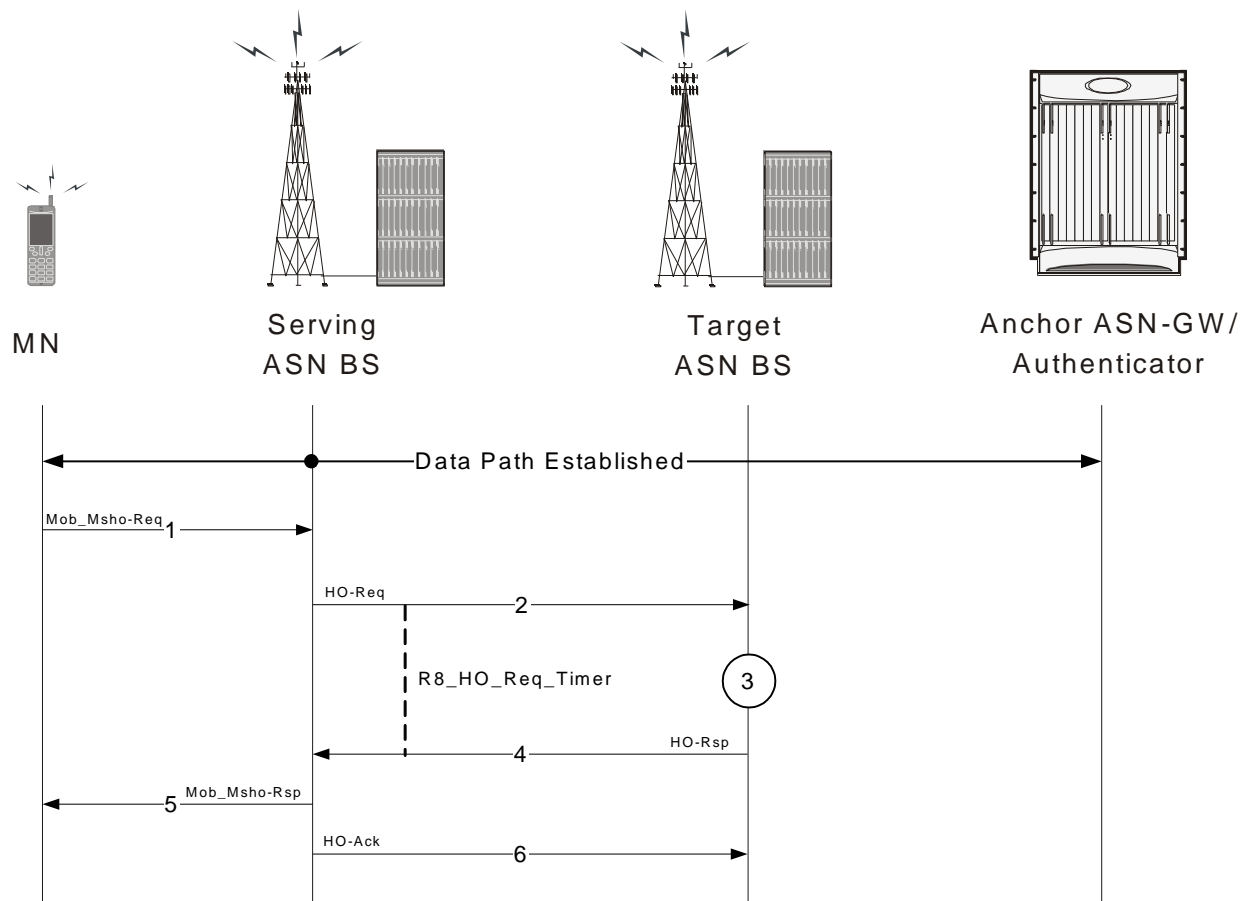 MN
Serving
ASN BS
Target
ASN BS
Anchor ASN-GW/
Authenticator
Data Path Established
Mob_Msho-Req
1
HO-Req
2
R8_HO_Req_Timer
3
HO-Rsp
4
Mob_Msho-Rsp
5
HO-Ack
6